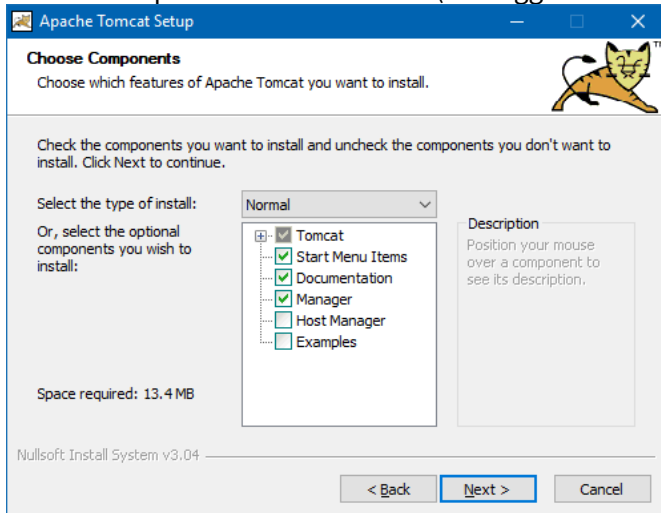 Apache Tomcat Setup
Choose Components
Choose which features of Apache Tomcat you want to install.
TM
Check the components you want to install and uncheck the components you don't want to
install. Click Next to continue.
Select the type of install:
Normal
Or, select the optional
components you wish to
install:
Tomcat
Start Menu Items
Documentation
Manager
Host Manager
Examples
Description
Position your mouse
over a component to
see its description.
Space required: 13.4 MB
Nullsoft Install System v3.04
< Back
Next >
Cancel